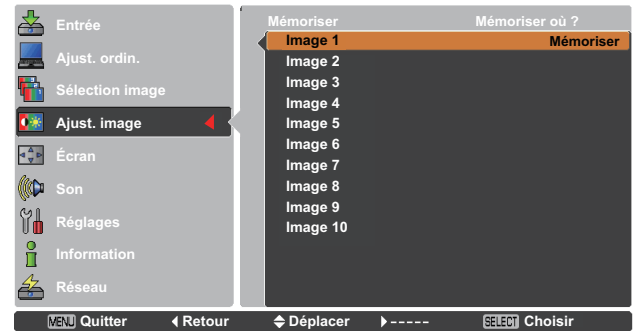 Entrée
Ajust. ordin.
Sélection image
Ajust. image
Écran
Son
Réglages
Information
Réseau
Mémoriser Mémoriser où ?
Image 1 Mémoriser
Image 2
Image 3
Image 4
Image 5
Image 6
Image 7
Image 8
Image 9
Image 10
MENU Quitter Retour Déplacer ----- SELECT Choisir